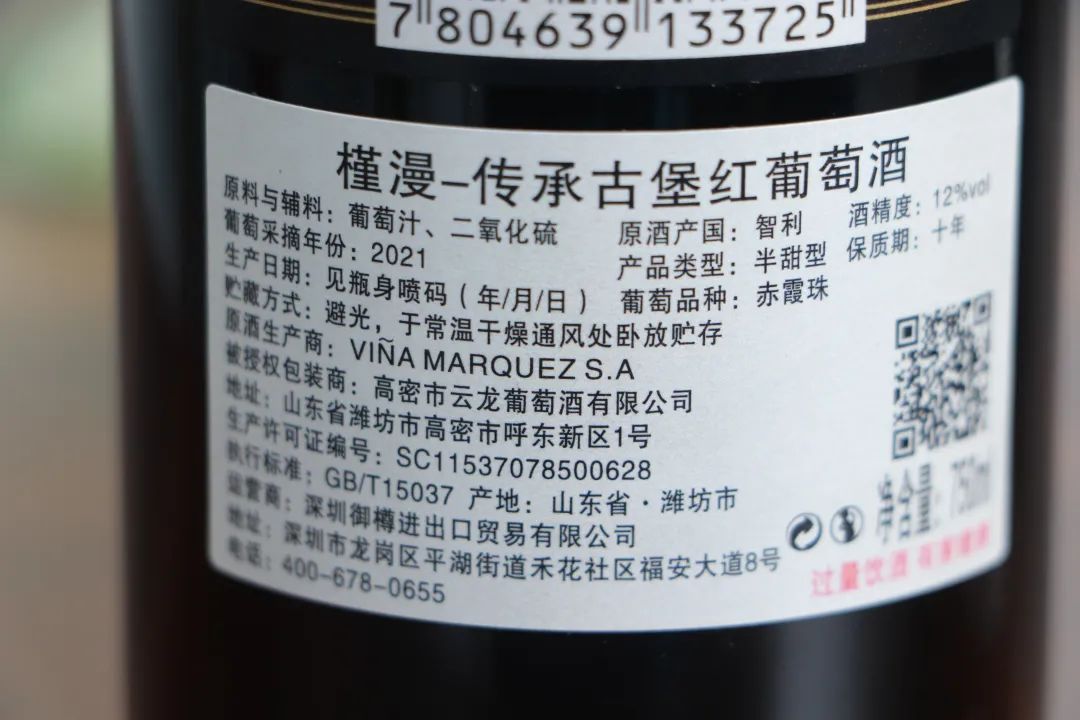 7 804639 133725
槿漫-传承古堡红葡萄酒
原料与辅料：葡萄汁、二氧化硫 原酒产国：智利 酒精度：12%vol
葡萄采摘年份：2021 产品类型：半甜型 保质期：十年
生产日期：见瓶身喷码（年/月/日） 葡萄品种：赤霞珠
贮藏方式：避光，于常温干燥通风处卧放贮存
原酒生产商：VIÑA MARQUEZ S.A
被授权包装商：高密市云龙葡萄酒有限公司
地址：山东省潍坊市高密市呼东新区1号
生产许可证编号：SC11537078500628
执行标准：GB/T15037 产地：山东省·潍坊市
运营商：深圳御樽进出口贸易有限公司
地址：深圳市龙岗区平湖街道禾花社区福安大道8号
电话：400-678-0655
净含量：750ml
过量饮酒 有害健康